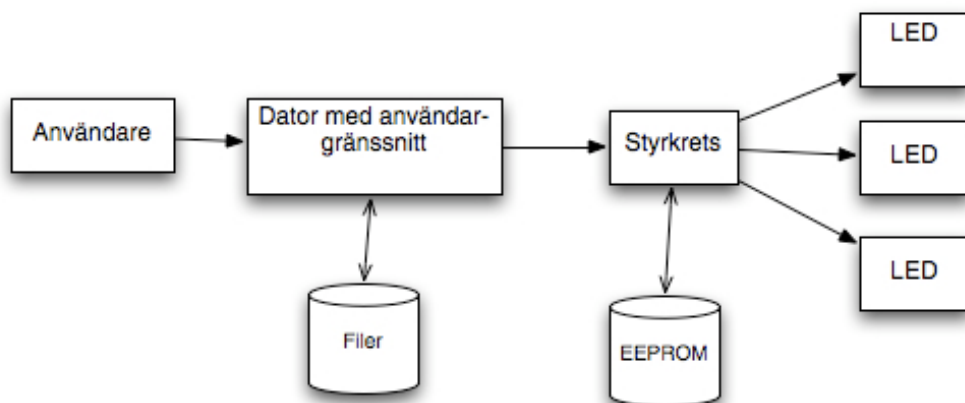 Användare
Dator med användar-
gränssnitt
Styrkrets
LED
LED
LED
Filer
EEPROM